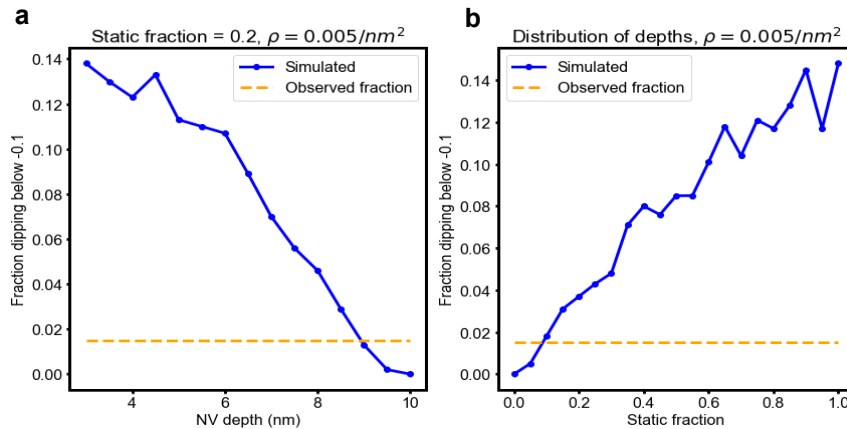 a
Static fraction = 0.2, ρ = 0.005/nm²
Fraction dipping below -0.1
0.14
0.12
0.10
0.08
0.06
0.04
0.02
0.00
Simulated
Observed fraction
4
6
8
10
NV depth (nm)
b
Distribution of depths, ρ = 0.005/nm²
Fraction dipping below -0.1
0.14
0.12
0.10
0.08
0.06
0.04
0.02
0.00
Simulated
Observed fraction
0.0
0.2
0.4
0.6
0.8
1.0
Static fraction